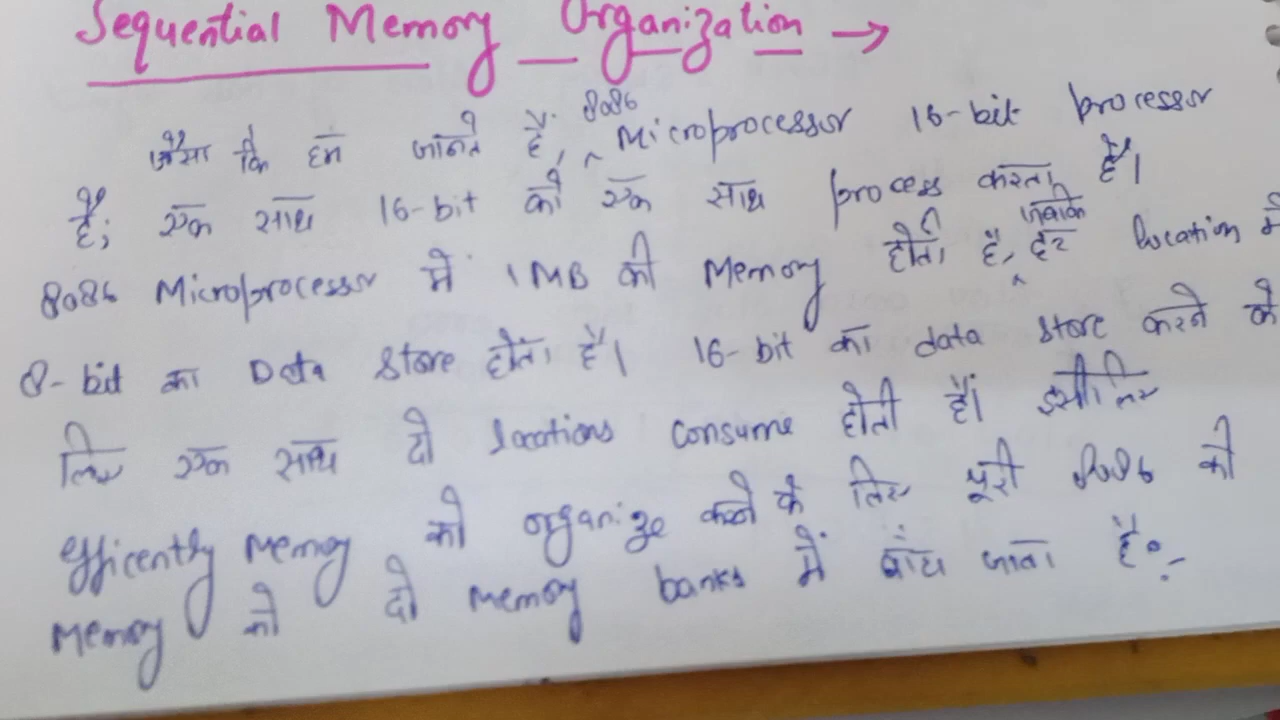 Sequential Memory Organization →
जैसा कि हम जानते है, 8086 Microprocessor 16-bit processor
है; एक साथ 16-bit को एक साथ process करता है।
8086 Microprocessor में 1MB की Memory होती है, जबकि हर location में
8-bit का Data store होता है। 16-bit का data store करने के
लिए एक साथ दो locations consume होती है। इसीलिए
efficently memory को organize करने के लिए पूरी 8086 की
memory को दो memory banks में बांटा जाता है:-